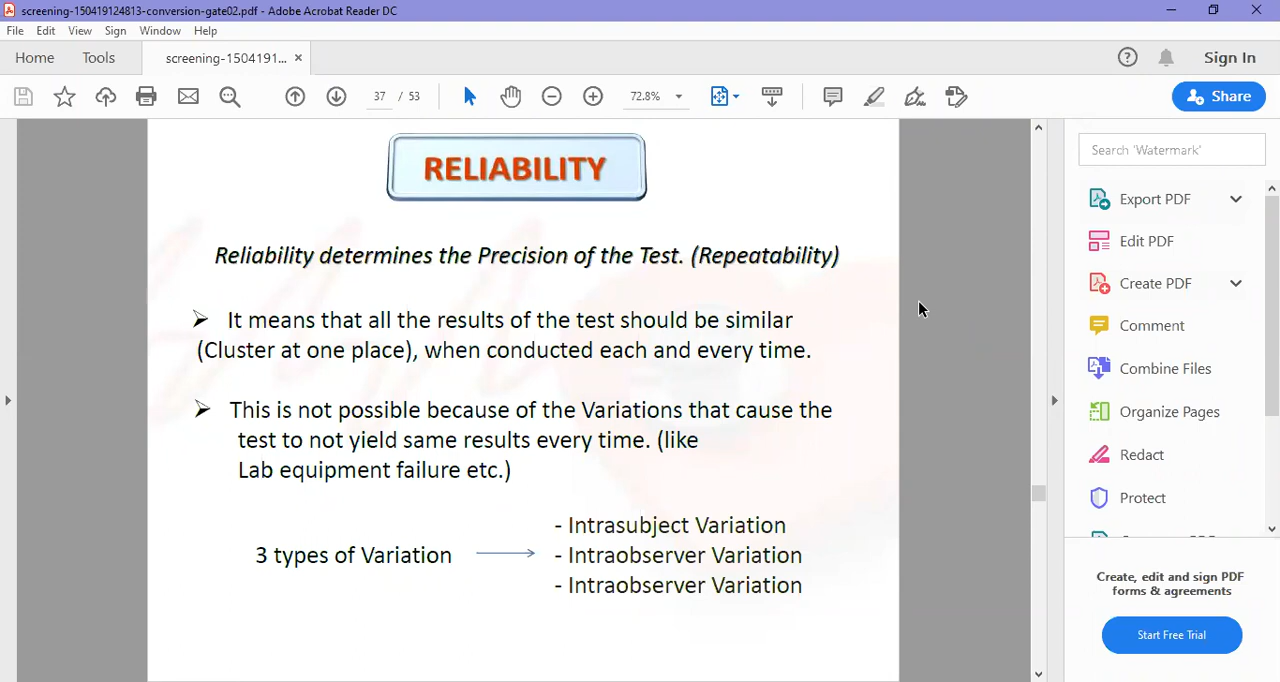 screening-150419124813-conversion-gate02.pdf - Adobe Acrobat Reader DC
File Edit View Sign Window Help
Home Tools screening-1504191... × Sign In
37 / 53 72.8% Share
RELIABILITY
Reliability determines the Precision of the Test. (Repeatability)
➢ It means that all the results of the test should be similar
(Cluster at one place), when conducted each and every time.
➢ This is not possible because of the Variations that cause the
test to not yield same results every time. (like
Lab equipment failure etc.)
3 types of Variation
- Intrasubject Variation
- Intraobserver Variation
- Intraobserver Variation
Search 'Watermark'
Export PDF
Edit PDF
Create PDF
Comment
Combine Files
Organize Pages
Redact
Protect
Create, edit and sign PDF
forms & agreements
Start Free Trial